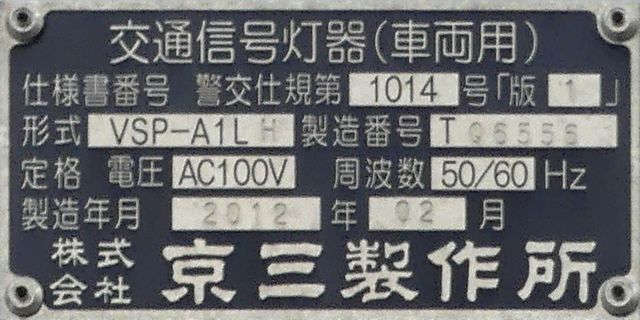 交通信号灯器(車両用)
仕様書番号 警交仕規第 1014 号「版 1 」
形式 VSP-A1L H 製造番号 T 06556
定格 電圧 AC100V 周波数 50/60 Hz
製造年月 2012 年 02 月
株式会社 京三製作所